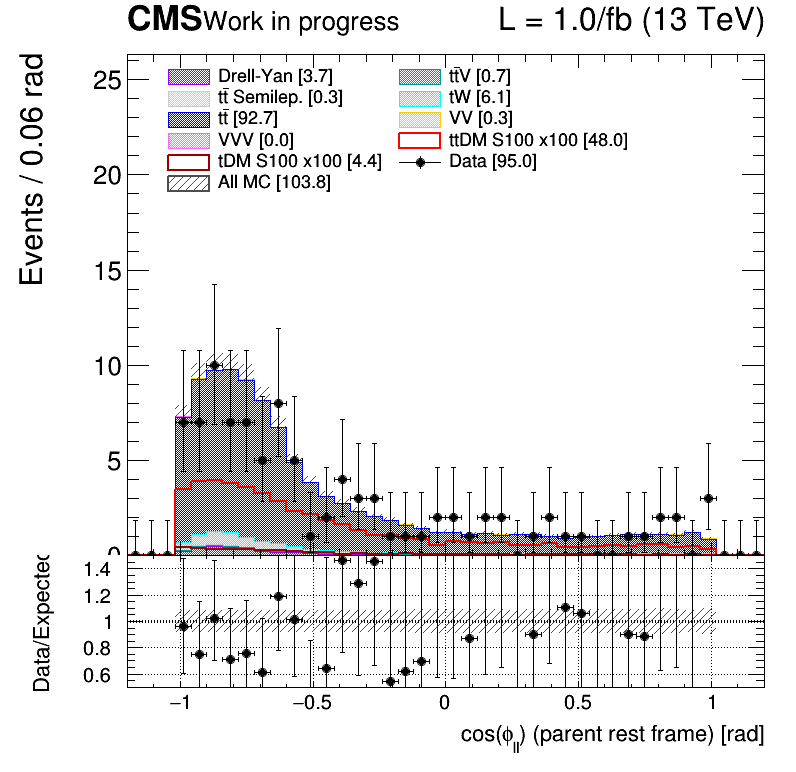 CMS Work in progress L = 1.0/fb (13 TeV)
Events / 0.06 rad
25
20
15
10
5
0
Drell-Yan [3.7] tt̄V [0.7]
tt̄ Semilep. [0.3] tW [6.1]
tt̄ [92.7] VV [0.3]
VVV [0.0] ttDM S100 x100 [48.0]
tDM S100 x100 [4.4] Data [95.0]
All MC [103.8]
Data/Expected
1.4
1.2
1
0.8
0.6
−1 −0.5 0 0.5 1
cos(ϕ_ll) (parent rest frame) [rad]